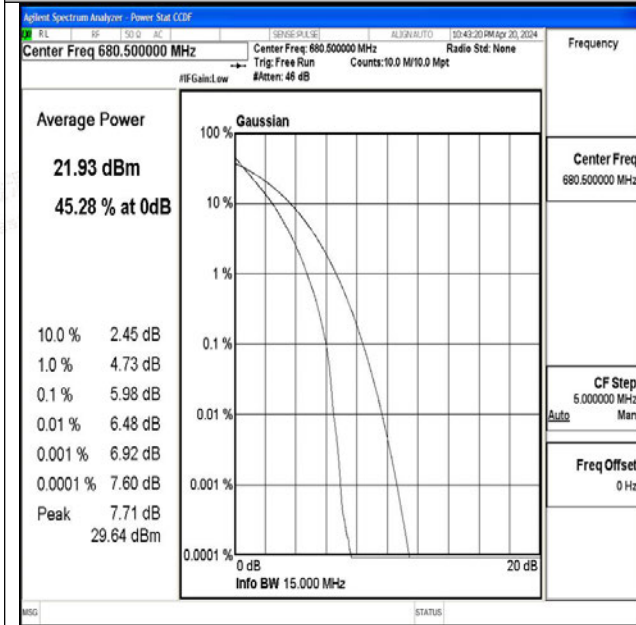 Agilent Spectrum Analyzer - Power Stat CCDF
RL RF 50 Ω AC SENSE:PULSE ALIGNAUTO 10:43:20 PM Apr 20, 2024
Center Freq 680.500000 MHz
Center Freq: 680.500000 MHz Radio Std: None
Trig: Free Run Counts:10.0 M/10.0 Mpt
#IFGain:Low #Atten: 46 dB
Frequency
Average Power
21.93 dBm
45.28 % at 0dB
10.0 % 2.45 dB
1.0 % 4.73 dB
0.1 % 5.98 dB
0.01 % 6.48 dB
0.001 % 6.92 dB
0.0001 % 7.60 dB
Peak 7.71 dB
29.64 dBm
Gaussian
100 %
10 %
1 %
0.1 %
0.01 %
0.001 %
0.0001 %
0 dB 20 dB
Info BW 15.000 MHz
Center Freq
680.500000 MHz
CF Step
5.000000 MHz
Auto Man
Freq Offset
0 Hz
MSG STATUS